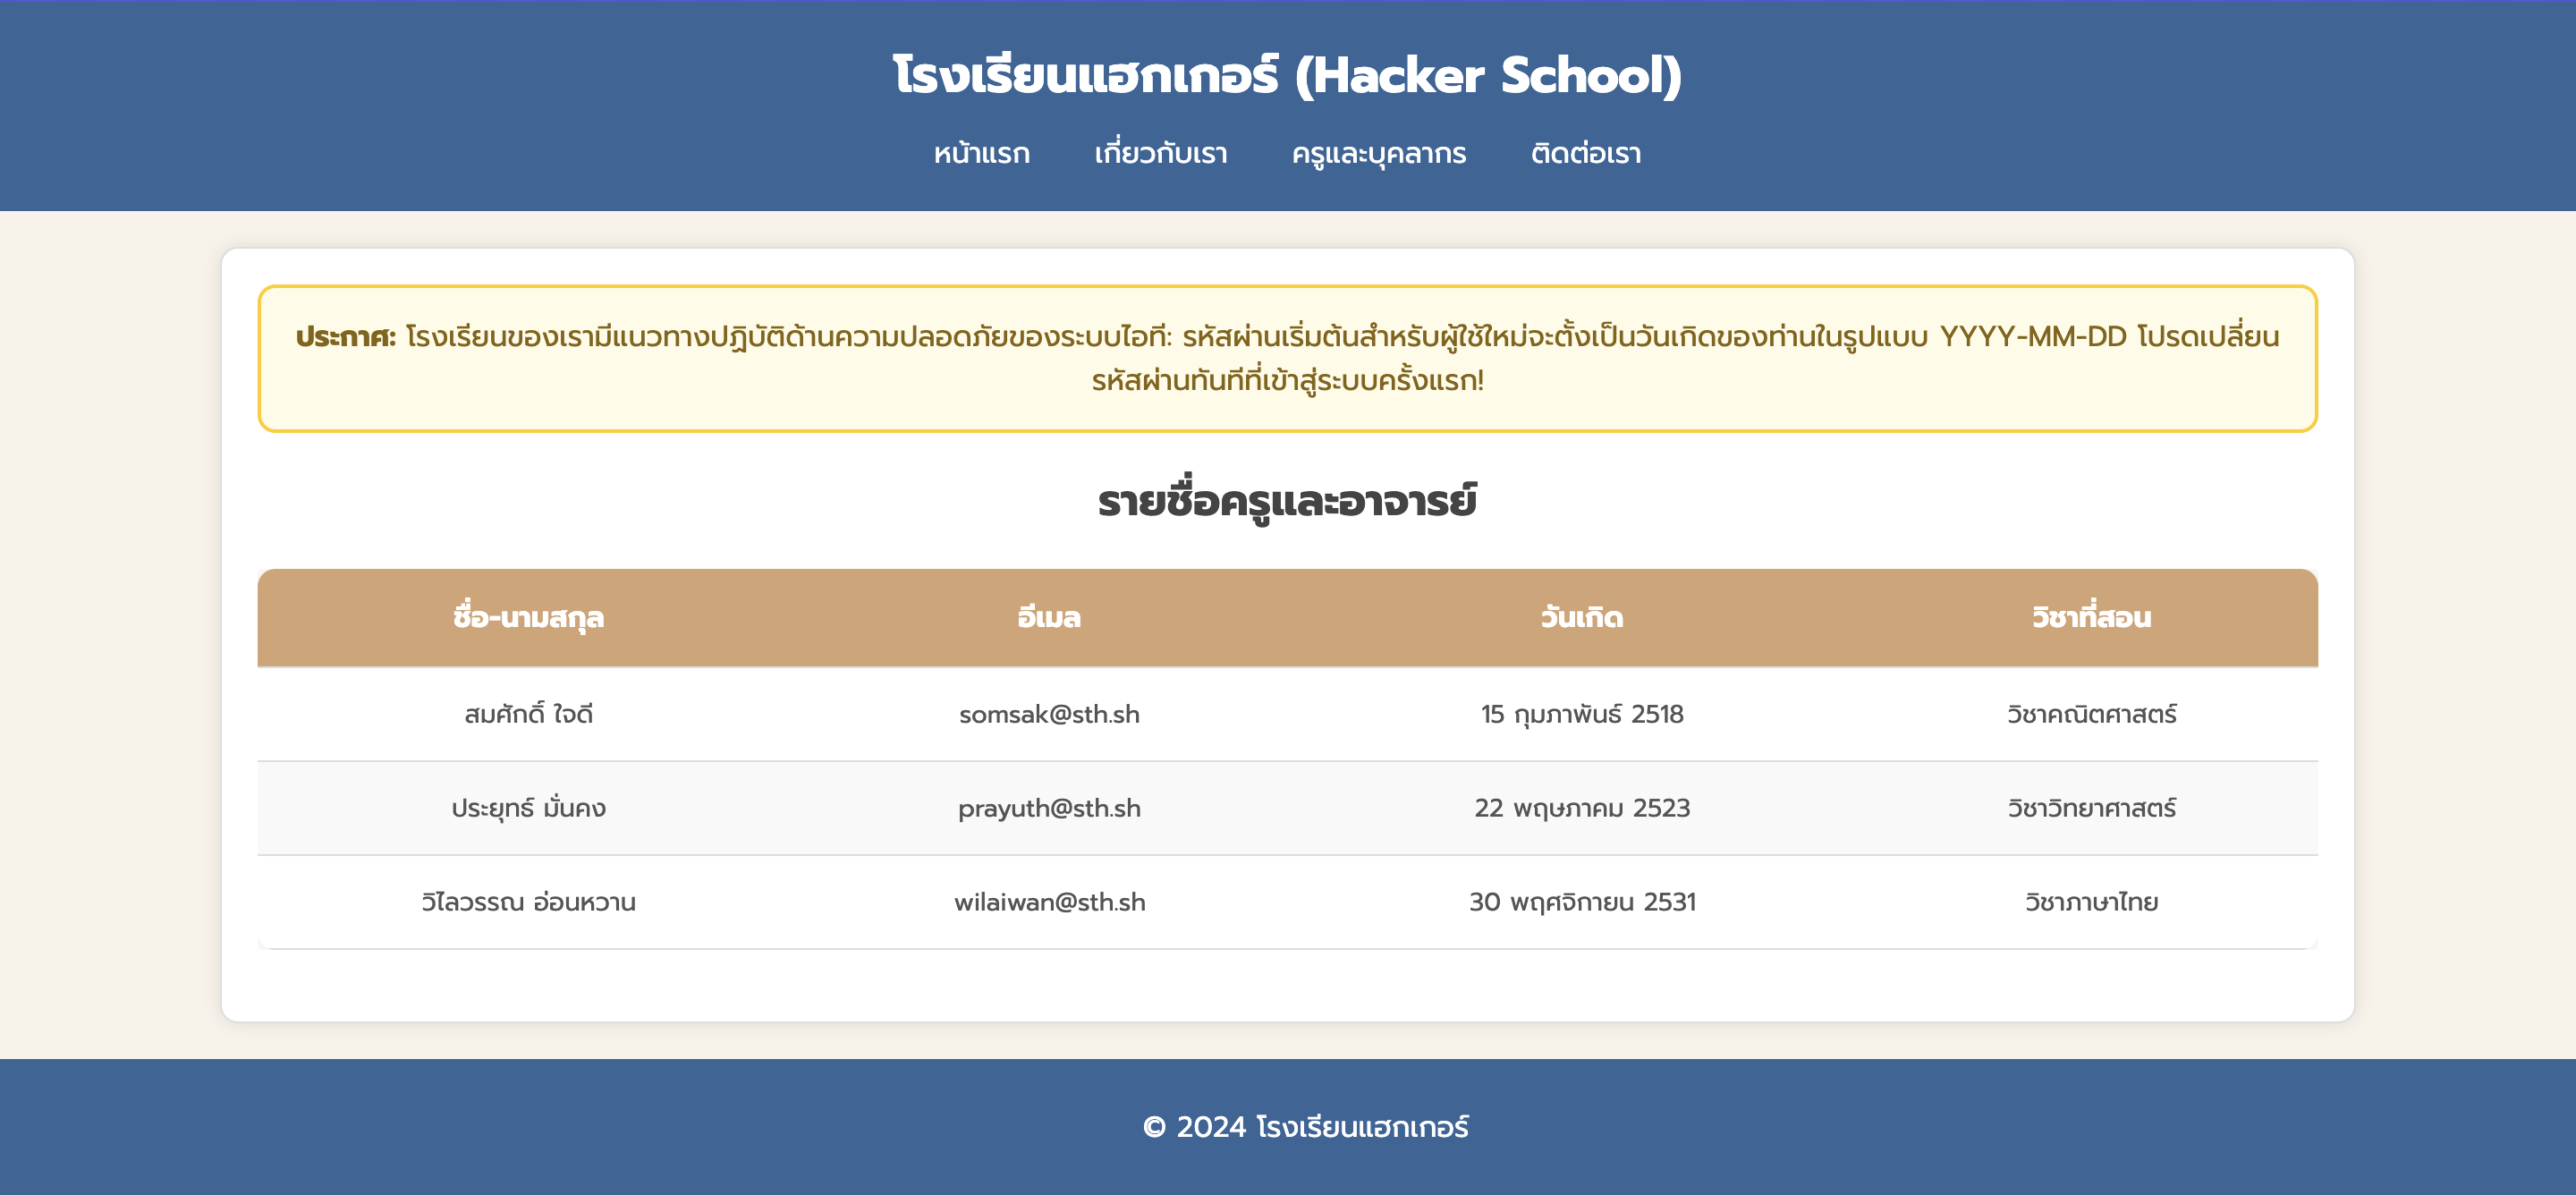 โรงเรียนแฮกเกอร์ (Hacker School)
หน้าแรก เกี่ยวกับเรา ครูและบุคลากร ติดต่อเรา
ประกาศ: โรงเรียนของเรามีแนวทางปฏิบัติด้านความปลอดภัยของระบบไอที: รหัสผ่านเริ่มต้นสำหรับผู้ใช้ใหม่จะตั้งเป็นวันเกิดของท่านในรูปแบบ YYYY-MM-DD โปรดเปลี่ยน
รหัสผ่านทันทีที่เข้าสู่ระบบครั้งแรก!
รายชื่อครูและอาจารย์
ชื่อ-นามสกุล อีเมล วันเกิด วิชาที่สอน
สมศักดิ์ ใจดี somsak@sth.sh 15 กุมภาพันธ์ 2518 วิชาคณิตศาสตร์
ประยุทธ์ มั่นคง prayuth@sth.sh 22 พฤษภาคม 2523 วิชาวิทยาศาสตร์
วิไลวรรณ อ่อนหวาน wilaiwan@sth.sh 30 พฤศจิกายน 2531 วิชาภาษาไทย
© 2024 โรงเรียนแฮกเกอร์